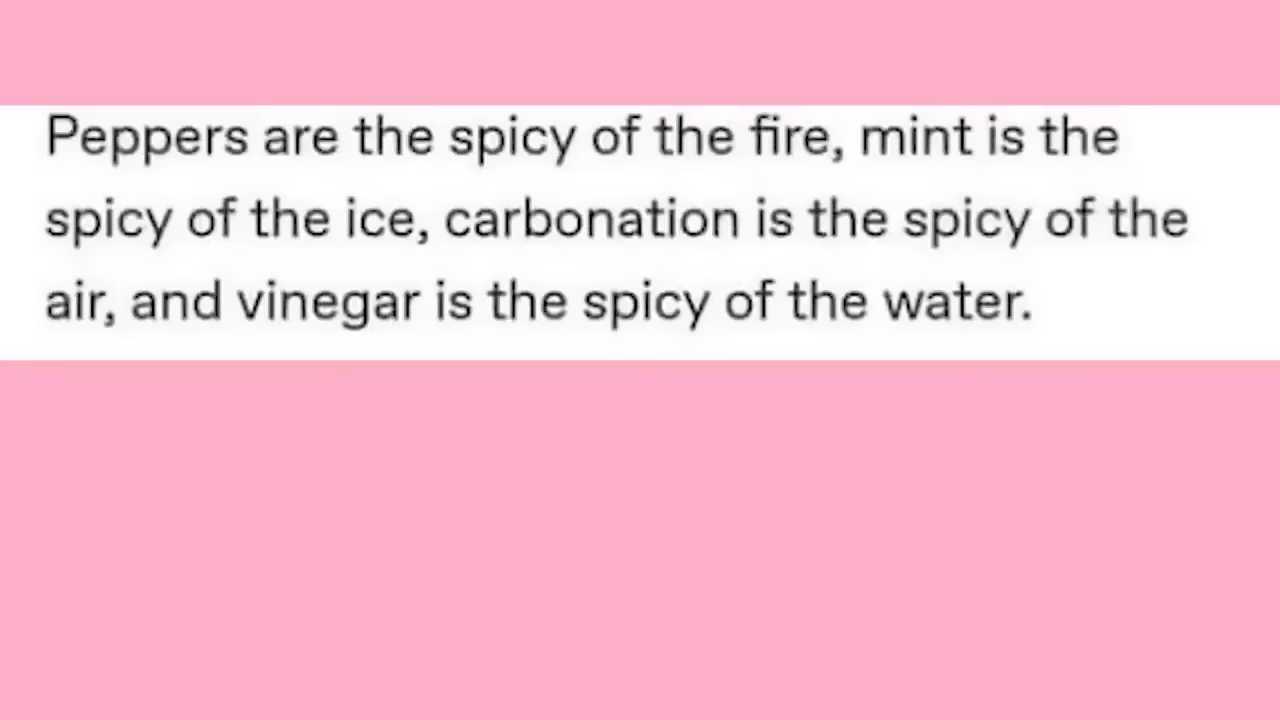 Peppers are the spicy of the fire, mint is the
spicy of the ice, carbonation is the spicy of the
air, and vinegar is the spicy of the water.